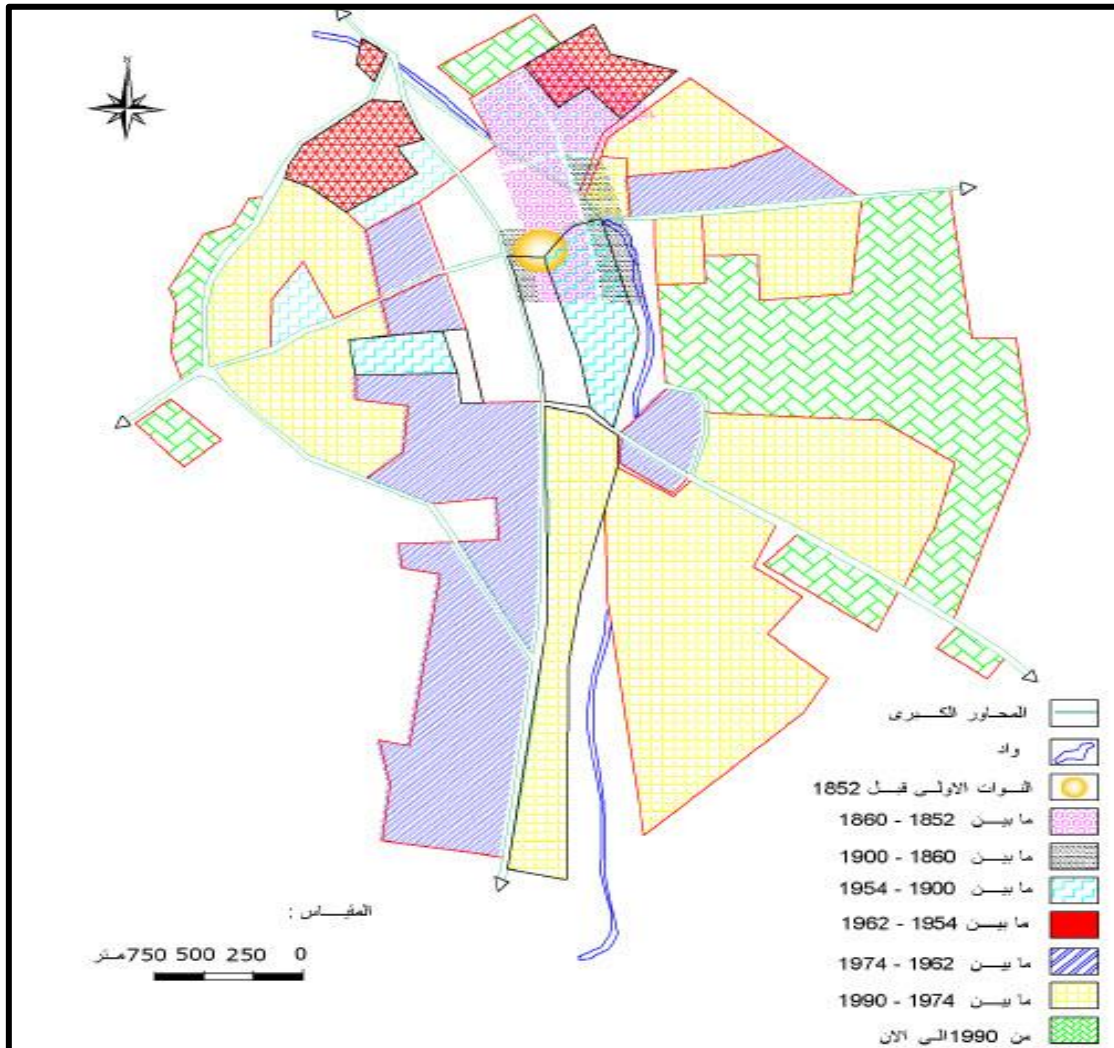 N
المحاور الكبرى
واد
النوات الاولى قبل 1852
ما بين 1852 - 1860
ما بين 1860 - 1900
ما بين 1900 - 1954
ما بين 1954 - 1962
ما بين 1962 - 1974
ما بين 1974 - 1990
من 1990 الى الان
المقياس :
0 250 500 750 متر